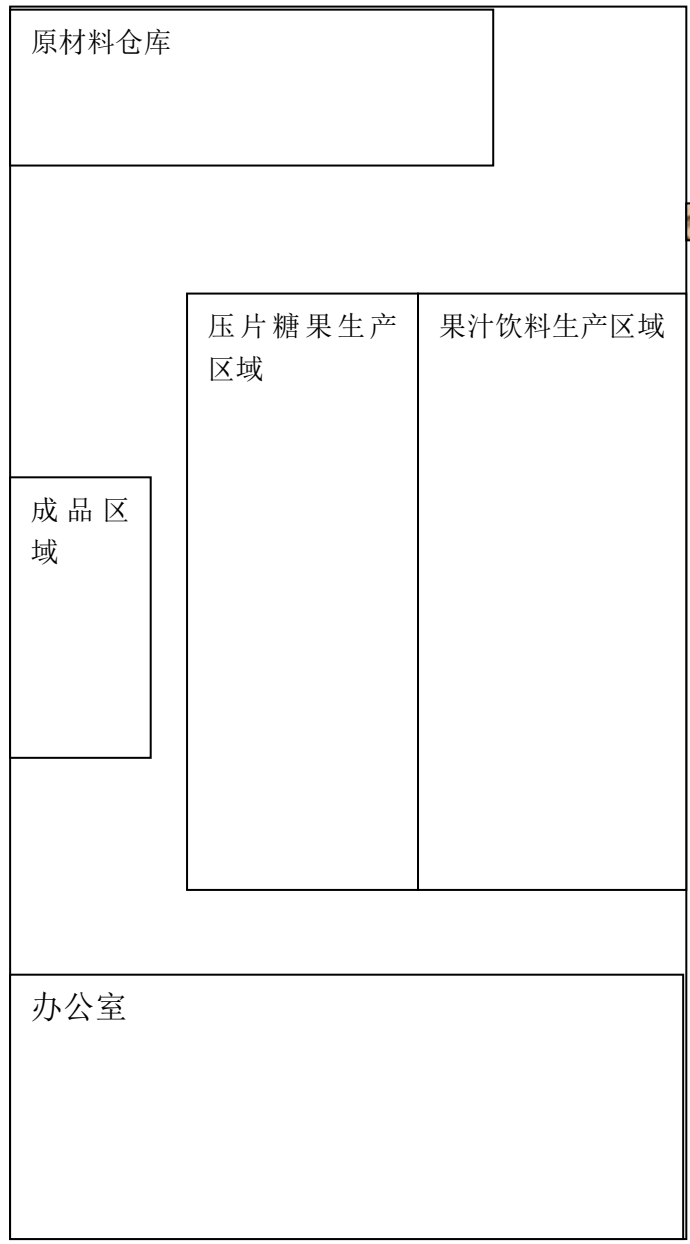 原材料仓库
压片糖果生产
区域
果汁饮料生产区域
成品区
域
办公室